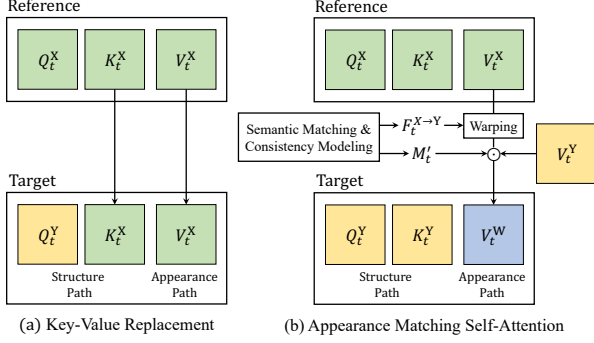 Reference
Q_t^X K_t^X V_t^X
Target
Q_t^Y K_t^X V_t^X
Structure Path
Appearance Path
(a) Key-Value Replacement
Reference
Q_t^X K_t^X V_t^X
Semantic Matching &
Consistency Modeling
F_t^{X→Y}
Warping
M_t′
V_t^Y
Target
Q_t^Y K_t^Y V_t^W
Structure Path
Appearance Path
(b) Appearance Matching Self-Attention